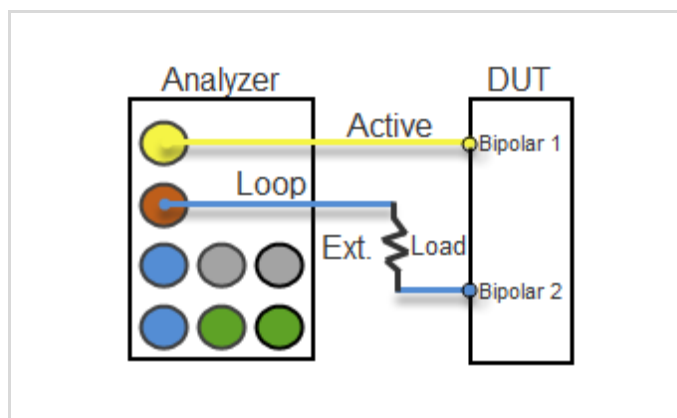 Analyzer
DUT
Active
Bipolar 1
Loop
Ext.
Load
Bipolar 2